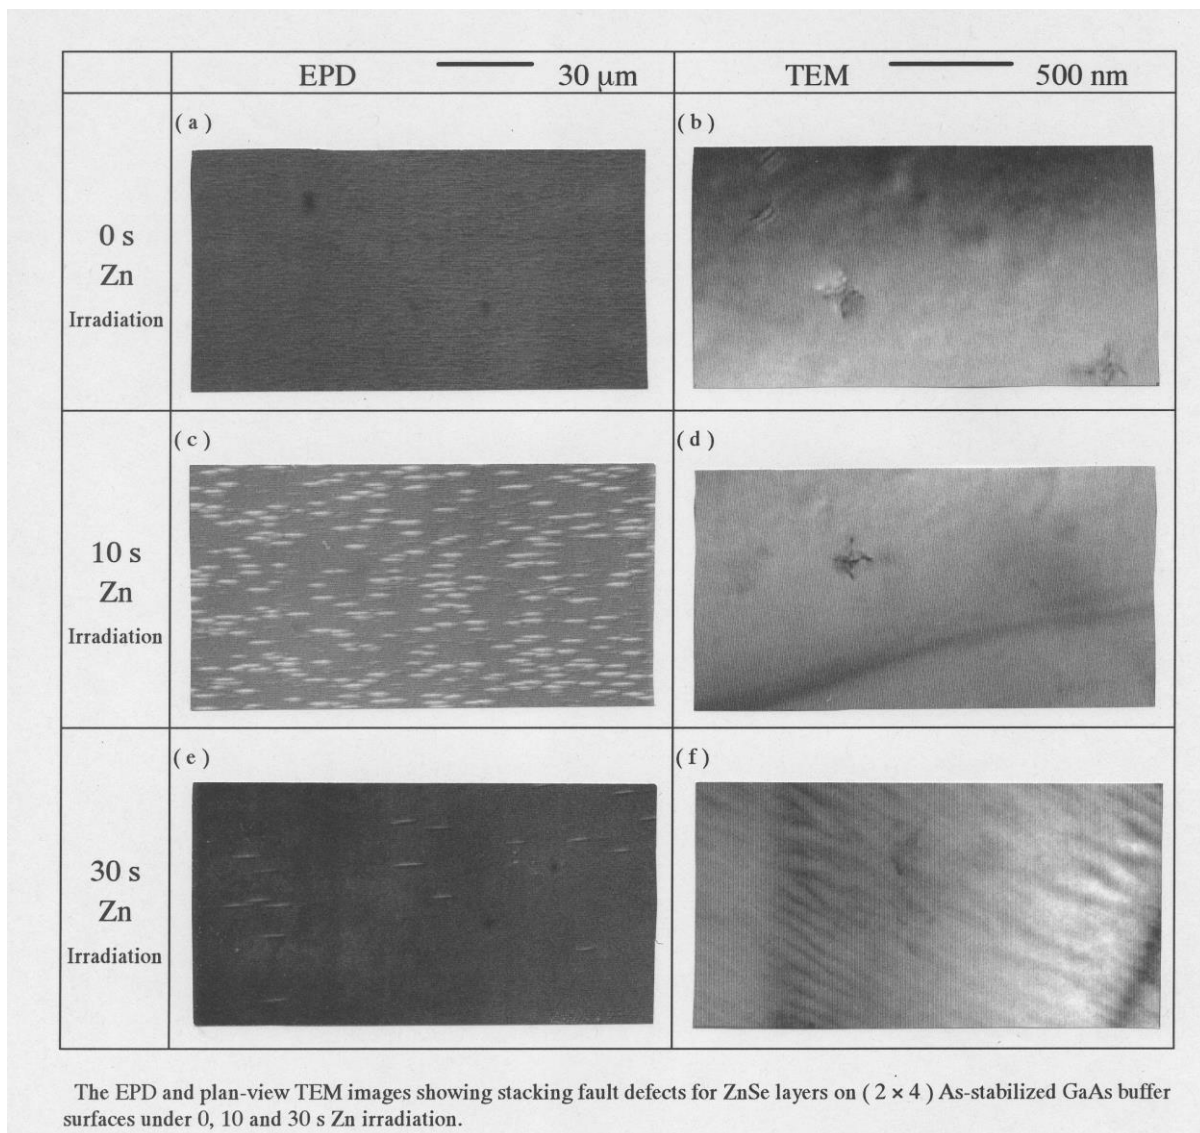 EPD 30 μm TEM 500 nm
(a) (b)
0 s
Zn
Irradiation
(c) (d)
10 s
Zn
Irradiation
(e) (f)
30 s
Zn
Irradiation
The EPD and plan-view TEM images showing stacking fault defects for ZnSe layers on ( 2 × 4 ) As-stabilized GaAs buffer
surfaces under 0, 10 and 30 s Zn irradiation.